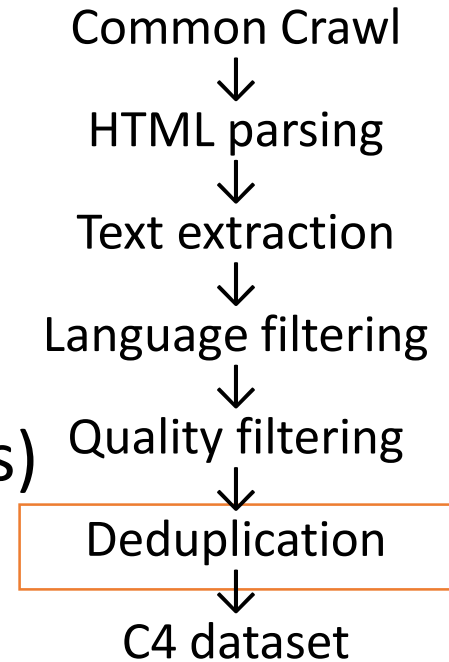 Common Crawl
HTML parsing
Text extraction
Language filtering
s) Quality filtering
Deduplication
C4 dataset